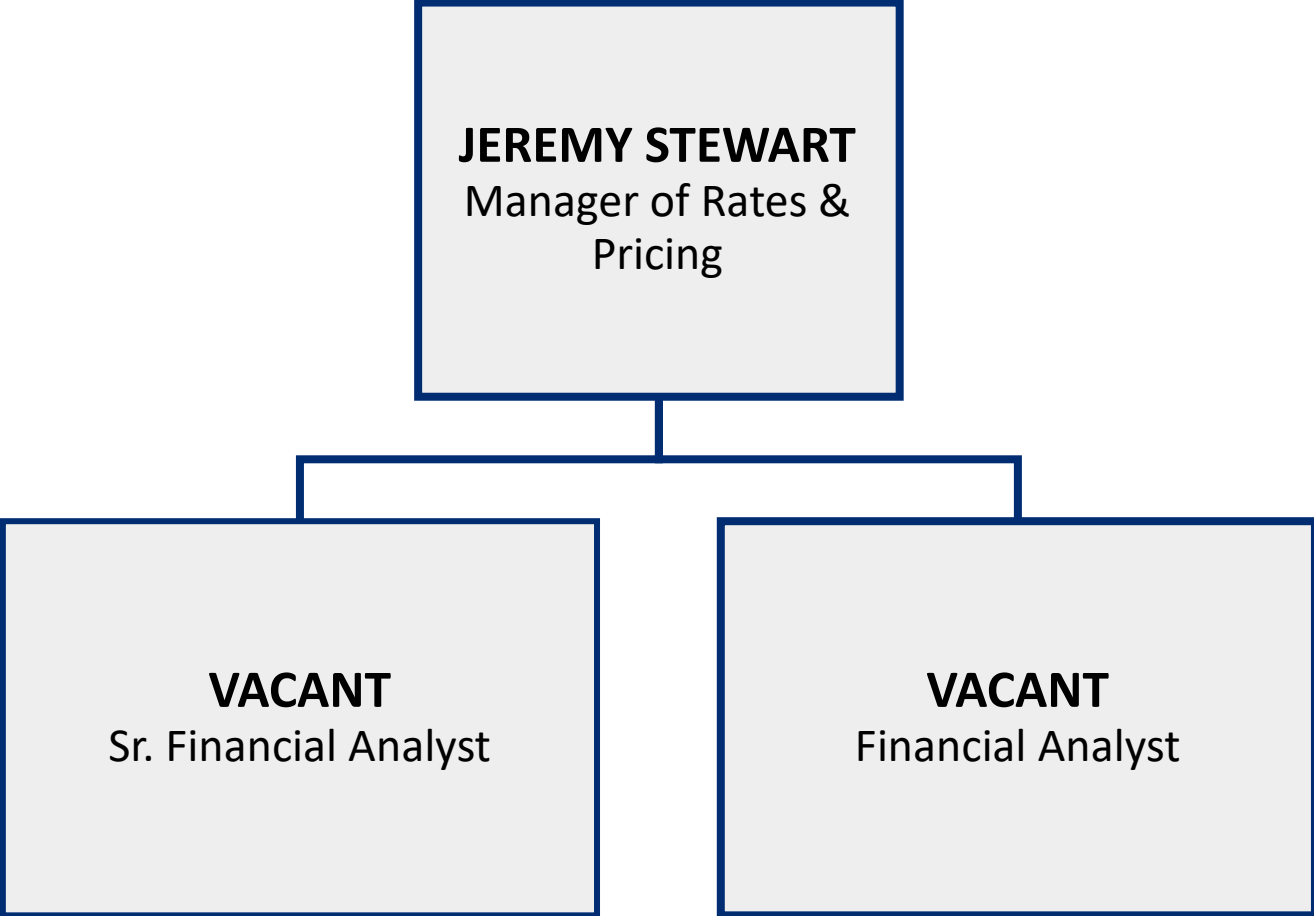 JEREMY STEWART
Manager of Rates &
Pricing
VACANT
Sr. Financial Analyst
VACANT
Financial Analyst